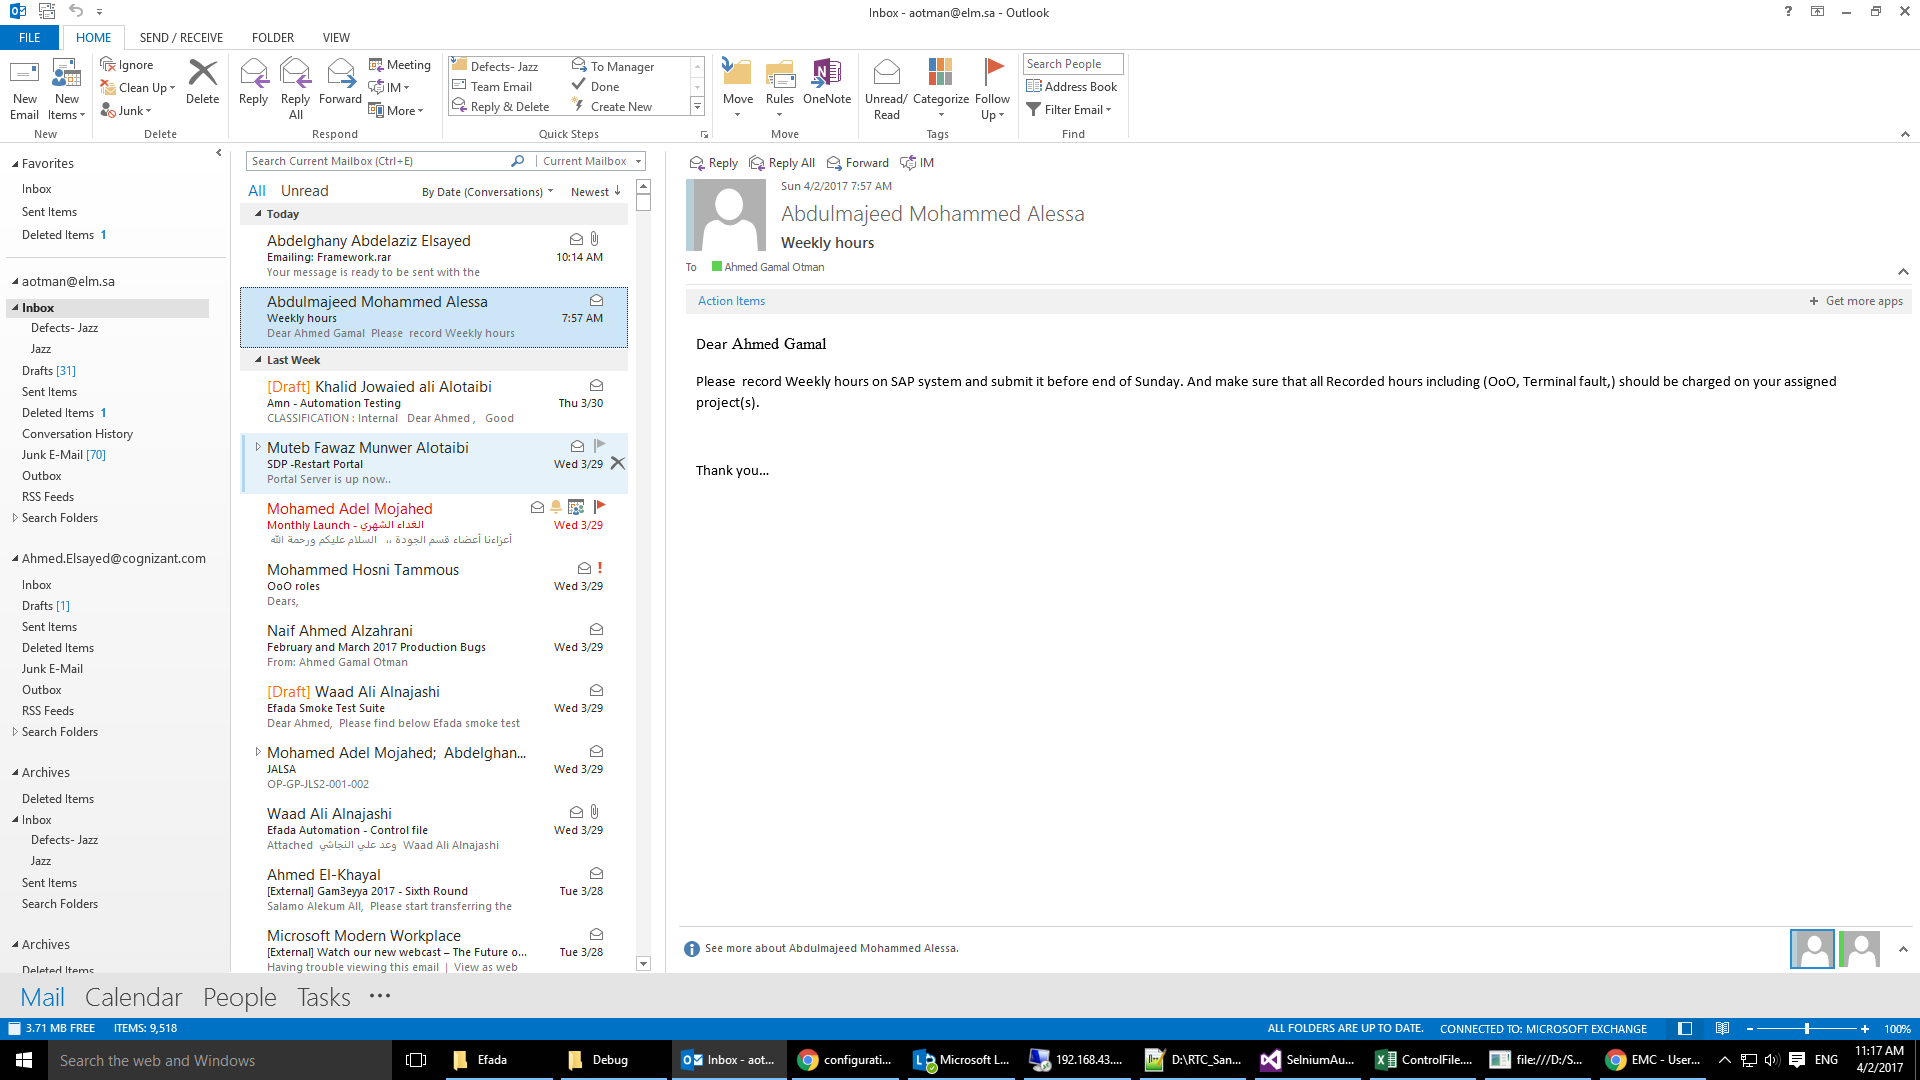 Inbox - aotman@elm.sa - Outlook
FILE HOME SEND / RECEIVE FOLDER VIEW
New Email
New Items
New
Ignore
Clean Up
Junk
Delete
Delete
Reply
Reply All
Forward
Meeting
IM
More
Respond
Defects- Jazz
Team Email
Reply & Delete
To Manager
Done
Create New
Quick Steps
Move
Rules
OneNote
Move
Unread/ Read
Categorize
Follow Up
Tags
Search People
Address Book
Filter Email
Find
Favorites
Inbox
Sent Items
Deleted Items 1
aotman@elm.sa
Inbox
Defects- Jazz
Jazz
Drafts [31]
Sent Items
Deleted Items 1
Conversation History
Junk E-Mail [70]
Outbox
RSS Feeds
Search Folders
Ahmed.Elsayed@cognizant.com
Inbox
Drafts [1]
Sent Items
Deleted Items
Junk E-Mail
Outbox
RSS Feeds
Search Folders
Archives
Deleted Items
Inbox
Defects- Jazz
Jazz
Sent Items
Search Folders
Archives
Deleted Items
Search Current Mailbox (Ctrl+E) Current Mailbox
All Unread By Date (Conversations) Newest
Today
Abdelghany Abdelaziz Elsayed
Emailing: Framework.rar 10:14 AM
Your message is ready to be sent with the
Abdulmajeed Mohammed Alessa
Weekly hours 7:57 AM
Dear Ahmed Gamal Please record Weekly hours
Last Week
[Draft] Khalid Jowaied ali Alotaibi
Amn - Automation Testing Thu 3/30
CLASSIFICATION : Internal Dear Ahmed , Good
Muteb Fawaz Munwer Alotaibi
SDP -Restart Portal Wed 3/29
Portal Server is up now..
Mohamed Adel Mojahed
Monthly Launch - الغداء الشهري Wed 3/29
أعزاءنا أعضاء قسم الجودة ،، السلام عليكم ورحمة الله
Mohammed Hosni Tammous
OoO roles Wed 3/29
Dears,
Naif Ahmed Alzahrani
February and March 2017 Production Bugs Wed 3/29
From: Ahmed Gamal Otman
[Draft] Waad Ali Alnajashi
Efada Smoke Test Suite Wed 3/29
Dear Ahmed, Please find below Efada smoke test
Mohamed Adel Mojahed; Abdelghan...
JALSA Wed 3/29
OP-GP-JLS2-001-002
Waad Ali Alnajashi
Efada Automation - Control file Wed 3/29
Attached وعد علي النجاشي Waad Ali Alnajashi
Ahmed El-Khayal
[External] Gam3eyya 2017 - Sixth Round Tue 3/28
Salamo Alekum All, Please start transferring the
Microsoft Modern Workplace
[External] Watch our new webcast – The Future o... Tue 3/28
Having trouble viewing this email | View as web
Reply Reply All Forward IM
Sun 4/2/2017 7:57 AM
Abdulmajeed Mohammed Alessa
Weekly hours
To Ahmed Gamal Otman
Action Items + Get more apps
Dear Ahmed Gamal
Please record Weekly hours on SAP system and submit it before end of Sunday. And make sure that all Recorded hours including (OoO, Terminal fault,) should be charged on your assigned
project(s).
Thank you...
See more about Abdulmajeed Mohammed Alessa.
Mail Calendar People Tasks ...
3.71 MB FREE ITEMS: 9,518 ALL FOLDERS ARE UP TO DATE. CONNECTED TO: MICROSOFT EXCHANGE 100%
Search the web and Windows Efada Debug Inbox - aot... configurati... Microsoft L... 192.168.43.... D:\RTC_San... SelniumAu... ControlFile.... file:///D:/S... EMC - User... ENG 11:17 AM
4/2/2017